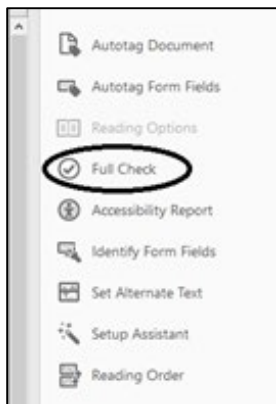 Autotag Document
Autotag Form Fields
Reading Options
Full Check
Accessibility Report
Identify Form Fields
Set Alternate Text
Setup Assistant
Reading Order